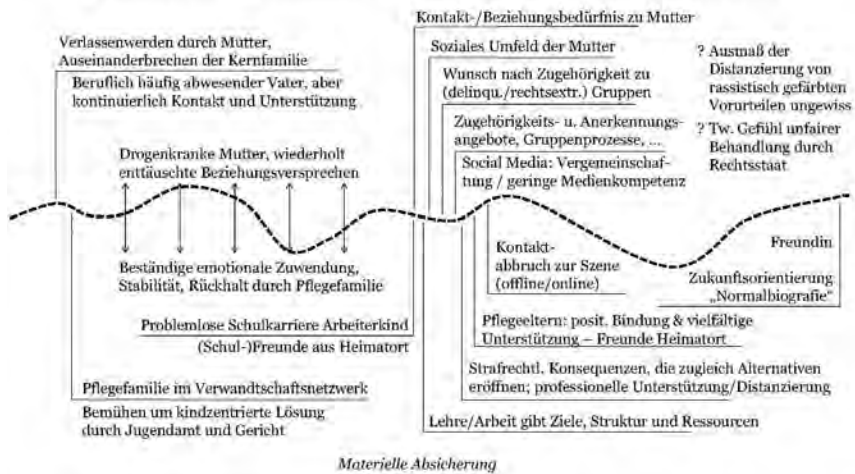 Kontakt-/Beziehungsbedürfnis zu Mutter
Verlassenwerden durch Mutter,
Auseinanderbrechen der Kernfamilie
Beruflich häufig abwesender Vater, aber
kontinuierlich Kontakt und Unterstützung
Soziales Umfeld der Mutter
Wunsch nach Zugehörigkeit zu
(delinqu./rechtsextr.) Gruppen
Zugehörigkeits- u. Anerkennungs-
angebote, Gruppenprozesse, ...
Social Media: Vergemeinschaf-
tung / geringe Medienkompetenz
? Ausmaß der
Distanzierung von
rassistisch gefärbten
Vorurteilen ungewiss
? Tw. Gefühl unfairer
Behandlung durch
Rechtsstaat
Drogenkranke Mutter, wiederholt
enttäuschte Beziehungsversprechen
Beständige emotionale Zuwendung,
Stabilität, Rückhalt durch Pflegefamilie
Kontakt-
abbruch zur Szene
(offline/online)
Freundin
Zukunftsorientierung
„Normalbiografie"
Problemlose Schulkarriere Arbeiterkind
(Schul-)Freunde aus Heimatort
Pflegeeltern: posit. Bindung & vielfältige
Unterstützung – Freunde Heimatort
Pflegefamilie im Verwandtschaftsnetzwerk
Bemühen um kindzentrierte Lösung
durch Jugendamt und Gericht
Strafrechtl. Konsequenzen, die zugleich Alternativen
eröffnen; professionelle Unterstützung/Distanzierung
Lehre/Arbeit gibt Ziele, Struktur und Ressourcen
Materielle Absicherung